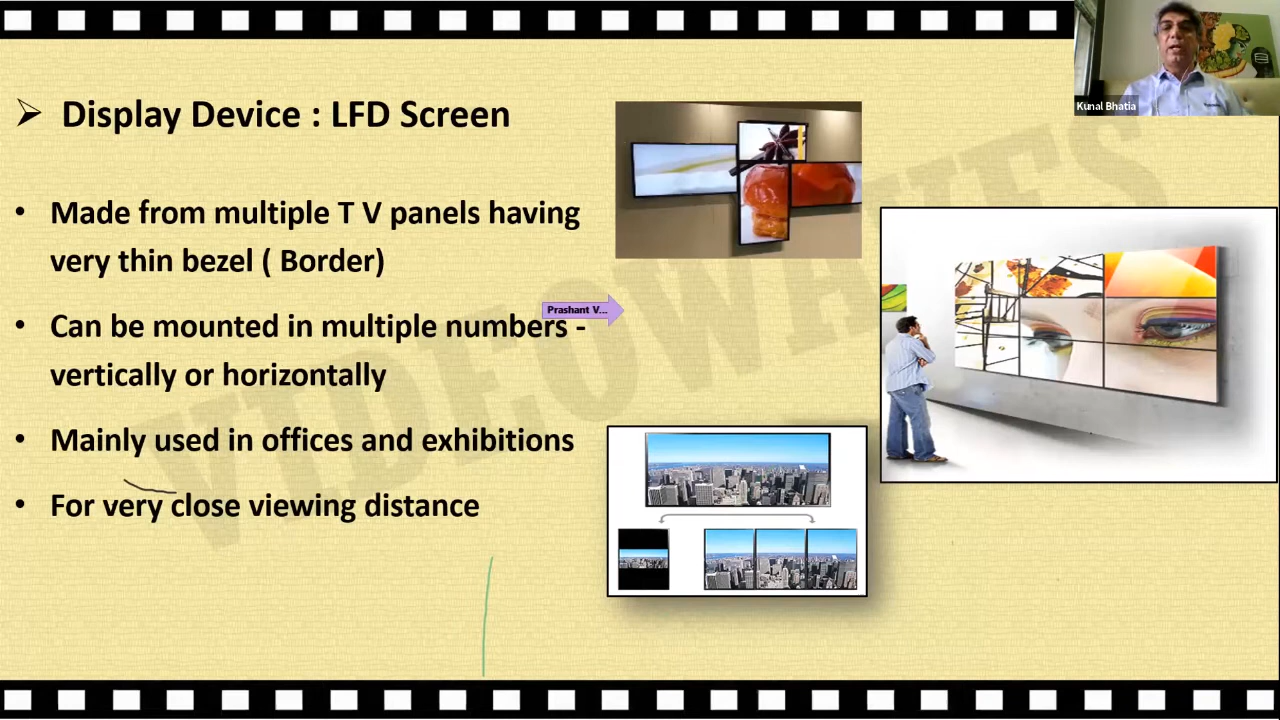 Kunal Bhatia
Display Device : LFD Screen
Made from multiple T V panels having
very thin bezel ( Border)
Prashant V...
Can be mounted in multiple numbers -
vertically or horizontally
Mainly used in offices and exhibitions
For very close viewing distance
VIDEOWAVES